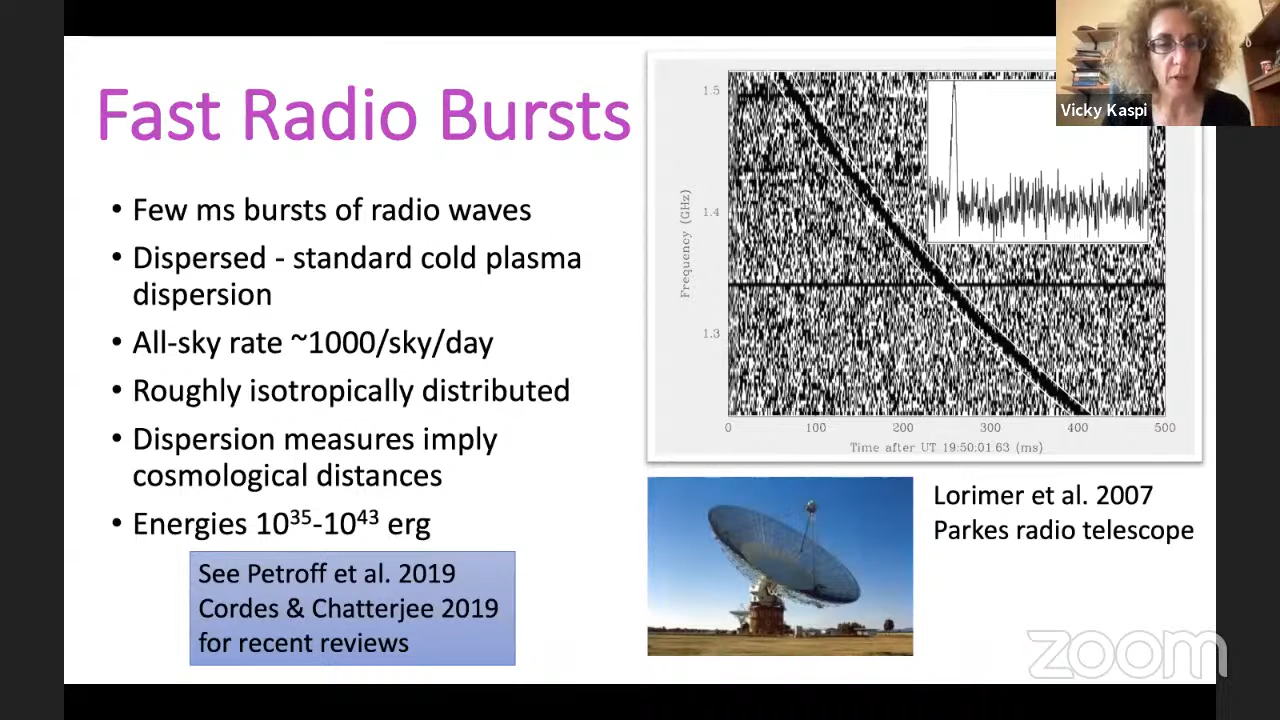 Fast Radio Bursts
• Few ms bursts of radio waves
• Dispersed - standard cold plasma
dispersion
• All-sky rate ~1000/sky/day
• Roughly isotropically distributed
• Dispersion measures imply
cosmological distances
• Energies 10³⁵-10⁴³ erg
See Petroff et al. 2019
Cordes & Chatterjee 2019
for recent reviews
1.5
1.4
1.3
Frequency (GHz)
0 100 200 300 400 500
Time after UT 19:50:01.63 (ms)
Vicky Kaspi
Lorimer et al. 2007
Parkes radio telescope
zoom